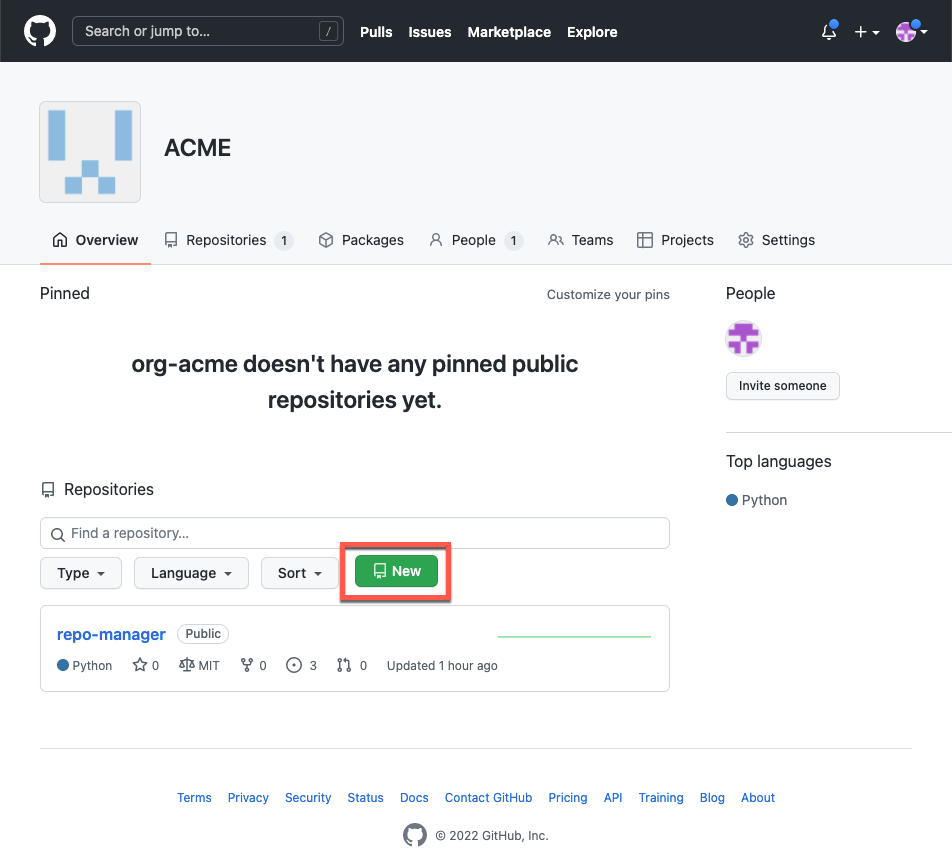 Search or jump to... / Pulls Issues Marketplace Explore
ACME
Overview Repositories 1 Packages People 1 Teams Projects Settings
Pinned Customize your pins
org-acme doesn't have any pinned public
repositories yet.
People
Invite someone
Top languages
Python
Repositories
Find a repository...
Type Language Sort New
repo-manager Public
Python 0 MIT 0 3 0 Updated 1 hour ago
Terms Privacy Security Status Docs Contact GitHub Pricing API Training Blog About
© 2022 GitHub, Inc.